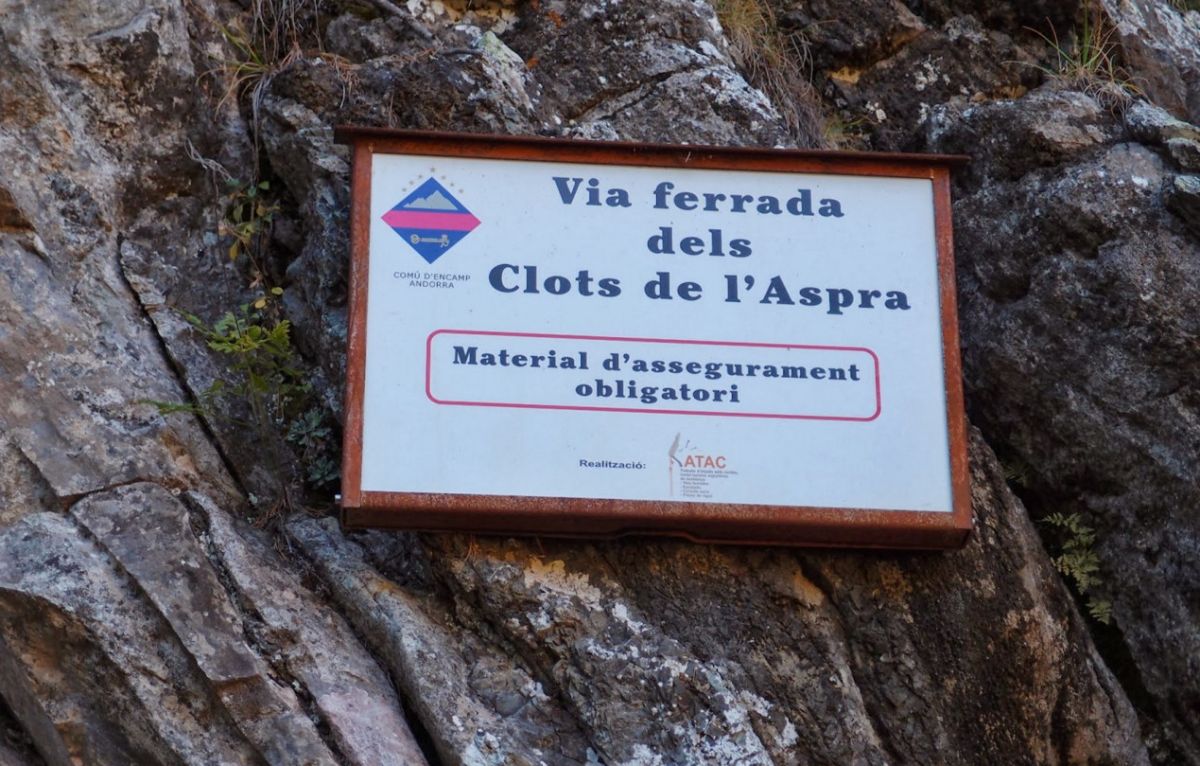 Via ferrada
dels
Clots de l'Aspra
COMÚ D'ENCAMP
ANDORRA
Material d'assegurament
obligatori
Realització:
ATAC